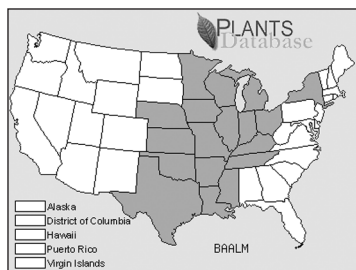 PLANTS
Database
Alaska
District of Columbia
Hawaii
Puerto Rico
Virgin Islands
BAALM